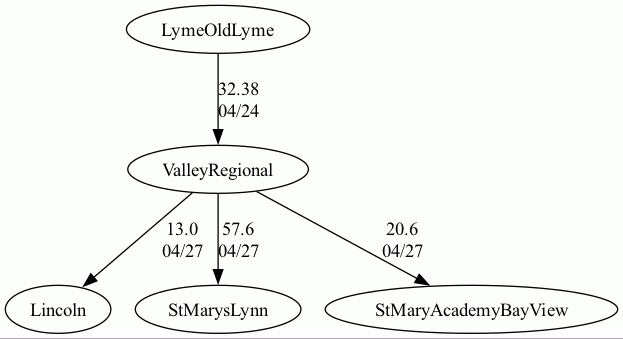 LymeOldLyme
32.38
04/24
ValleyRegional
13.0
04/27
57.6
04/27
20.6
04/27
Lincoln
StMarysLynn
StMaryAcademyBayView